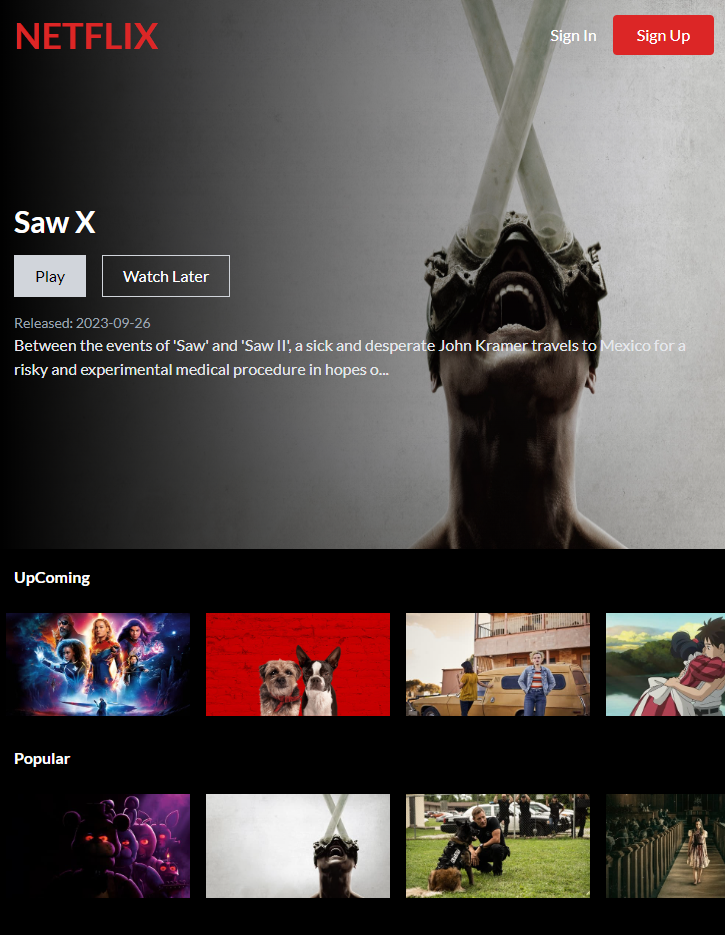 NETFLIX
Sign In
Sign Up
Saw X
Play
Watch Later
Released: 2023-09-26
Between the events of 'Saw' and 'Saw II', a sick and desperate John Kramer travels to Mexico for a
risky and experimental medical procedure in hopes o...
UpComing
Popular